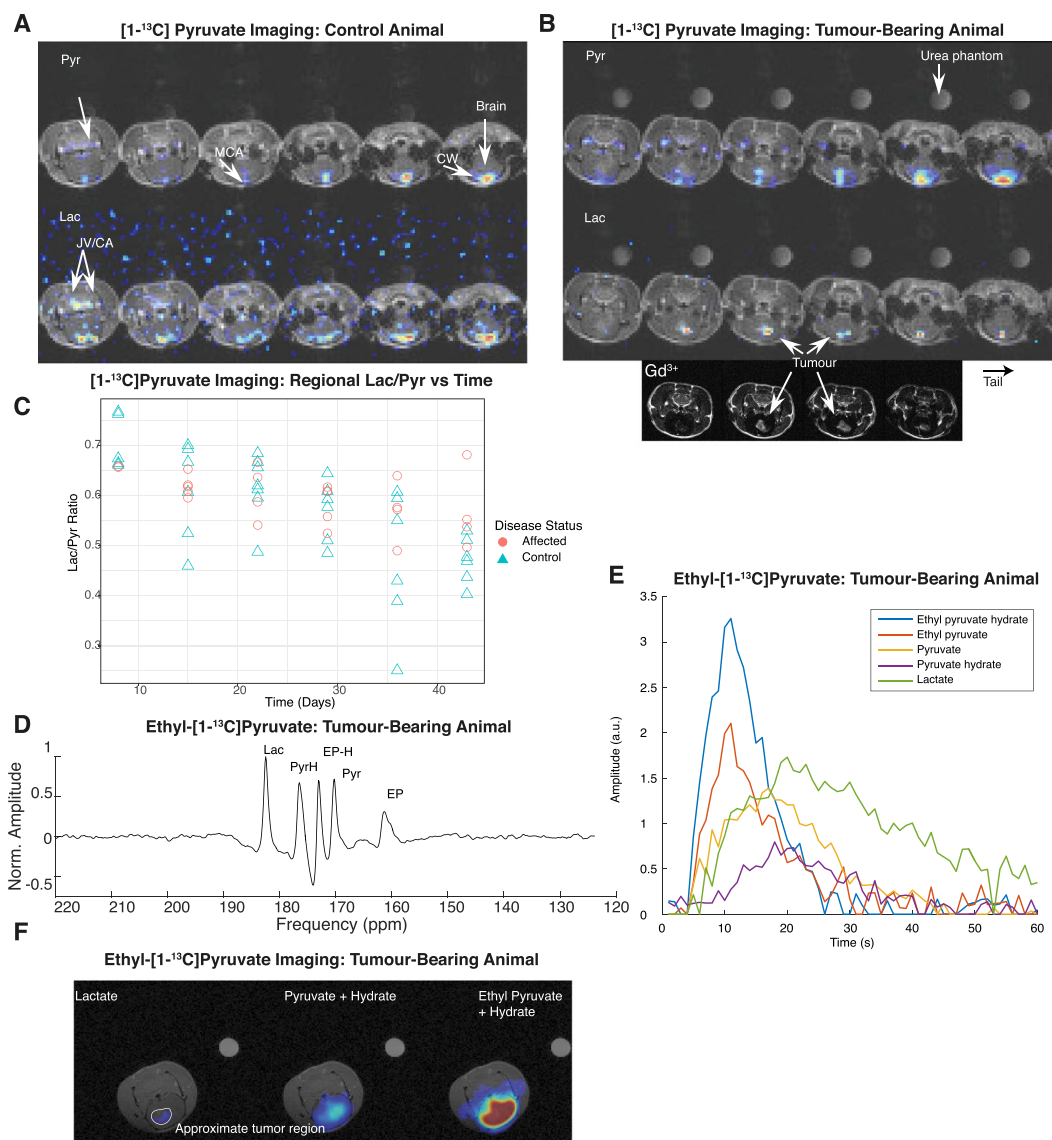 A
[1-¹³C] Pyruvate Imaging: Control Animal
Pyr
Brain
MCA
CW
Lac
JV/CA
B
[1-¹³C] Pyruvate Imaging: Tumour-Bearing Animal
Pyr
Urea phantom
Lac
Tumour
Gd³⁺
Tail
[1-¹³C]Pyruvate Imaging: Regional Lac/Pyr vs Time
C
0.7
0.6
0.5
0.4
0.3
Lac/Pyr Ratio
10
20
30
40
Time (Days)
Disease Status
Affected
Control
D
Ethyl-[1-¹³C]Pyruvate: Tumour-Bearing Animal
Lac
PyrH
EP-H
Pyr
EP
1
0.5
0
-0.5
Norm. Amplitude
220 210 200 190 180 170 160 150 140 130 120
Frequency (ppm)
E
Ethyl-[1-¹³C]Pyruvate: Tumour-Bearing Animal
3.5
3
2.5
2
1.5
1
0.5
0
Amplitude (a.u.)
Ethyl pyruvate hydrate
Ethyl pyruvate
Pyruvate
Pyruvate hydrate
Lactate
0 10 20 30 40 50 60
Time (s)
F
Ethyl-[1-¹³C]Pyruvate Imaging: Tumour-Bearing Animal
Lactate
Pyruvate + Hydrate
Ethyl Pyruvate
+ Hydrate
Approximate tumor region